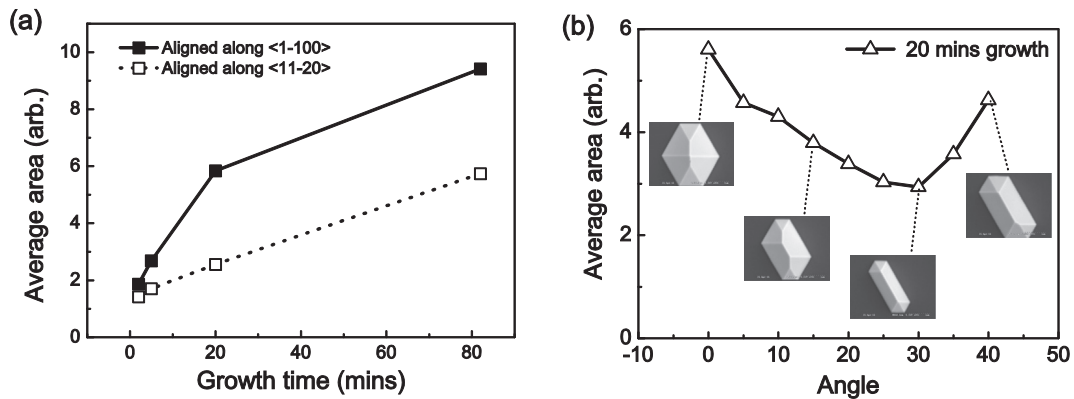 (a)
10
8
6
4
2
0
Average area (arb.)
Aligned along <1-100>
Aligned along <11-20>
0
20
40
60
80
Growth time (mins)
(b)
6
4
2
0
Average area (arb.)
20 mins growth
-10
0
10
20
30
40
50
Angle